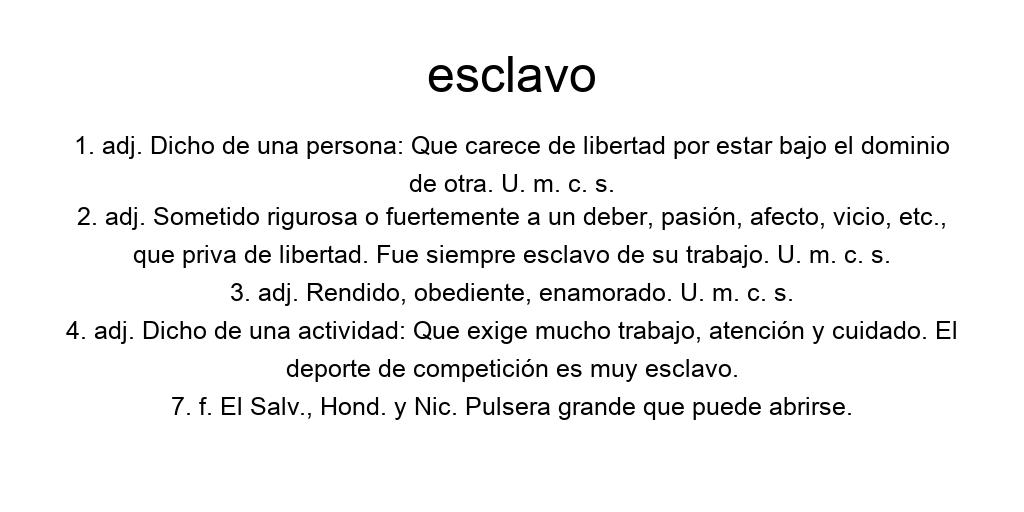 esclavo
1. adj. Dicho de una persona: Que carece de libertad por estar bajo el dominio
de otra. U. m. c. s.
2. adj. Sometido rigurosa o fuertemente a un deber, pasión, afecto, vicio, etc.,
que priva de libertad. Fue siempre esclavo de su trabajo. U. m. c. s.
3. adj. Rendido, obediente, enamorado. U. m. c. s.
4. adj. Dicho de una actividad: Que exige mucho trabajo, atención y cuidado. El
deporte de competición es muy esclavo.
7. f. El Salv., Hond. y Nic. Pulsera grande que puede abrirse.